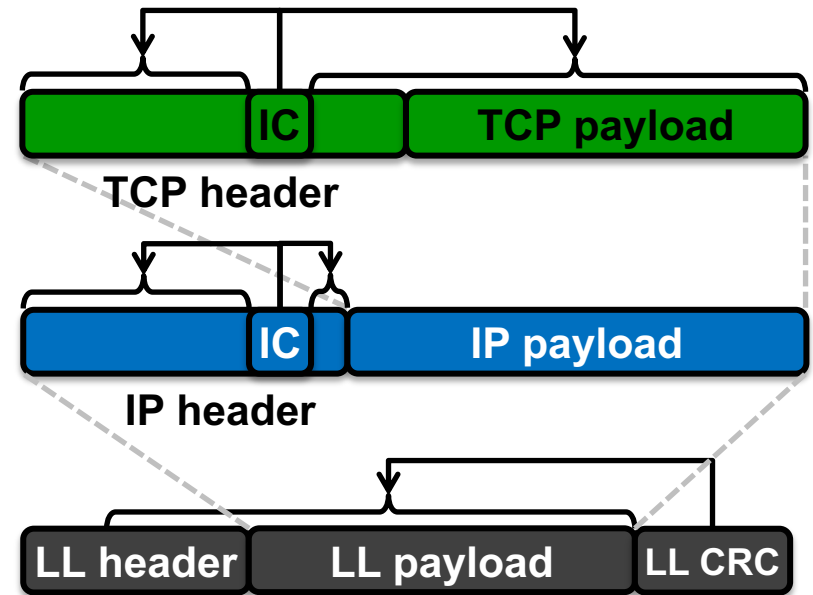 IC TCP payload
TCP header
IC IP payload
IP header
LL header LL payload LL CRC